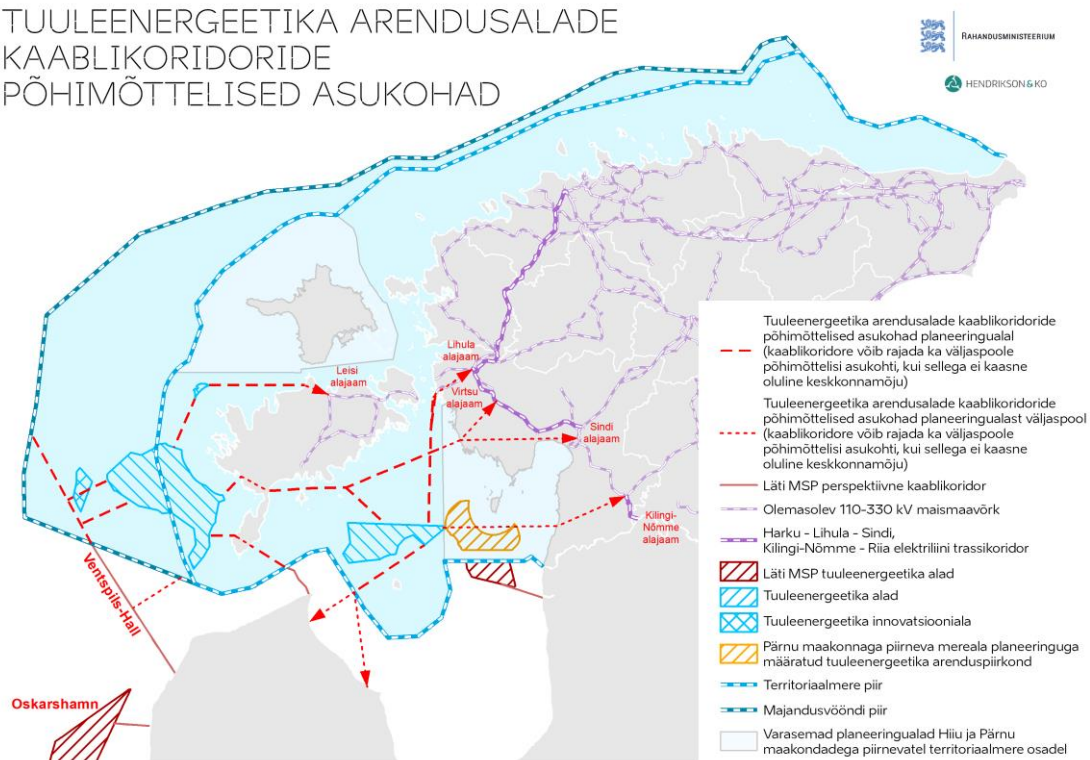 TUULEENERGEETIKA ARENDUSALADE
KAABLIKORIDORIDE
PÕHIMÕTTELISED ASUKOHAD
RAHANDUSMINISTEERIUM
HENDRIKSON & KO
Lihula
alajaam
Leisi
alajaam
Virtsu
alajaam
Sindi
alajaam
Kilingi-
Nõmme
alajaam
Ventspils-Hall
Oskarshamn
Tuuleenergeetika arendusalade kaablikoridoride
põhimõttelised asukohad planeeringualal
(kaablikoridore võib rajada ka väljaspoole
põhimõttelisi asukohti, kui sellega ei kaasne
oluline keskkonnamõju)
Tuuleenergeetika arendusalade kaablikoridoride
põhimõttelised asukohad planeeringualast väljaspool
(kaablikoridore võib rajada ka väljaspoole
põhimõttelisi asukohti, kui sellega ei kaasne
oluline keskkonnamõju)
Läti MSP perspektiivne kaablikoridor
Olemasolev 110-330 kV maismaavõrk
Harku - Lihula - Sindi,
Kilingi-Nõmme - Riia elektriliini trassikoridor
Läti MSP tuuleenergeetika alad
Tuuleenergeetika alad
Tuuleenergeetika innovatsiooniala
Pärnu maakonnaga piirneva mereala planeeringuga
määratud tuuleenergeetika arenduspiirkond
Territoriaalmere piir
Majandusvööndi piir
Varasemad planeeringualad Hiiu ja Pärnu
maakondadega piirnevatel territoriaalmere osadel